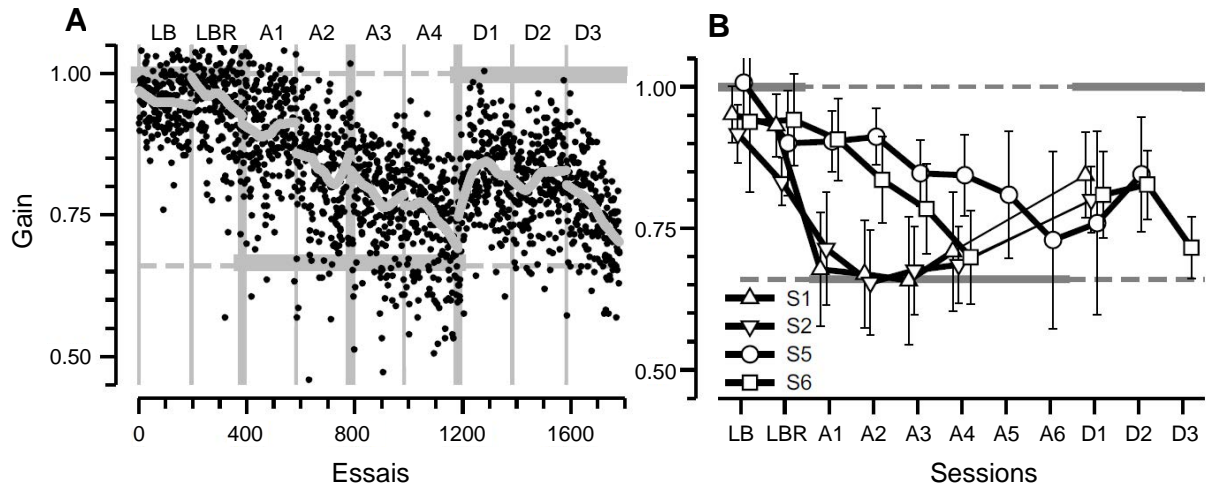 A
LB LBR A1 A2 A3 A4 D1 D2 D3
1.00
0.75
0.50
Gain
0 400 800 1200 1600
Essais
B
1.00
0.75
0.50
S1
S2
S5
S6
LB LBR A1 A2 A3 A4 A5 A6 D1 D2 D3
Sessions